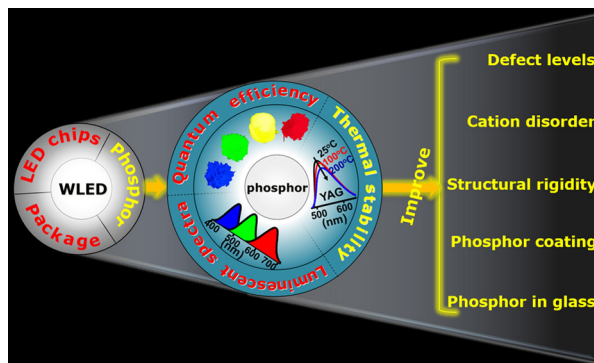 LED chips
Phosphor
Package
WLED
Quantum efficiency
Thermal stability
Luminescent spectra
phosphor
25°C
100°C
200°C
YAG
500 600
(nm)
400 500 600 700
(nm)
Improve
Defect levels
Cation disorder
Structural rigidity
Phosphor coating
Phosphor in glass